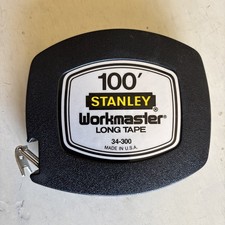 100'
STANLEY
Workmaster®
LONG TAPE
34-300
MADE IN U.S.A.